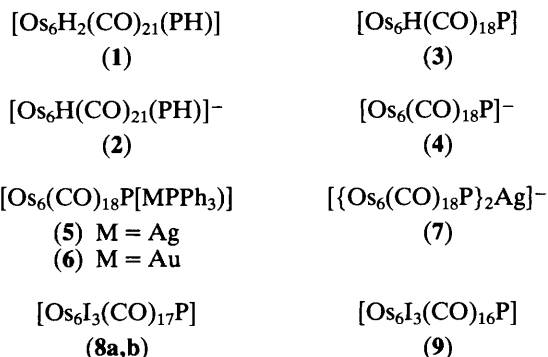 [Os₆H₂(CO)₂₁(PH)] [Os₆H(CO)₁₈P]
(1) (3)
[Os₆H(CO)₂₁(PH)]⁻ [Os₆(CO)₁₈P]⁻
(2) (4)
[Os₆(CO)₁₈P[MPPh₃)] [{Os₆(CO)₁₈P}₂Ag]⁻
(5) M = Ag (7)
(6) M = Au
[Os₆I₃(CO)₁₇P] [Os₆I₃(CO)₁₆P]
(8a,b) (9)